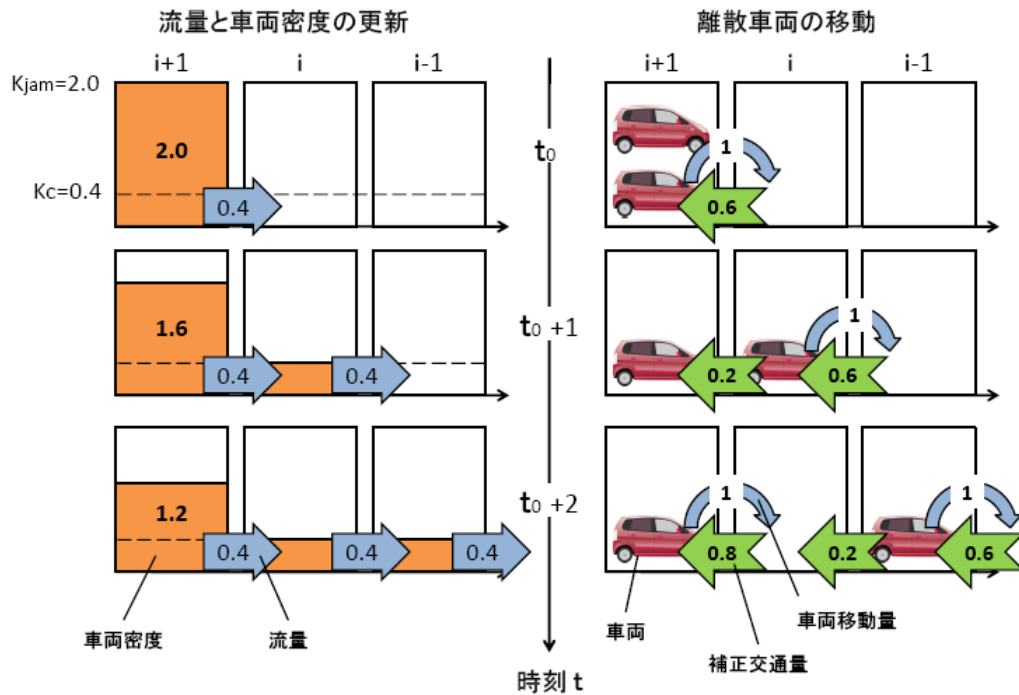 流量と車両密度の更新
離散車両の移動
i+1 i i-1
i+1 i i-1
Kjam=2.0
2.0
Kc=0.4
0.4
t₀
1
0.6
1.6
0.4
0.4
t₀ +1
1
0.2
0.6
1.2
0.4
0.4
0.4
t₀ +2
1
1
0.8
0.2
0.6
車両密度
流量
車両
車両移動量
補正交通量
時刻 t